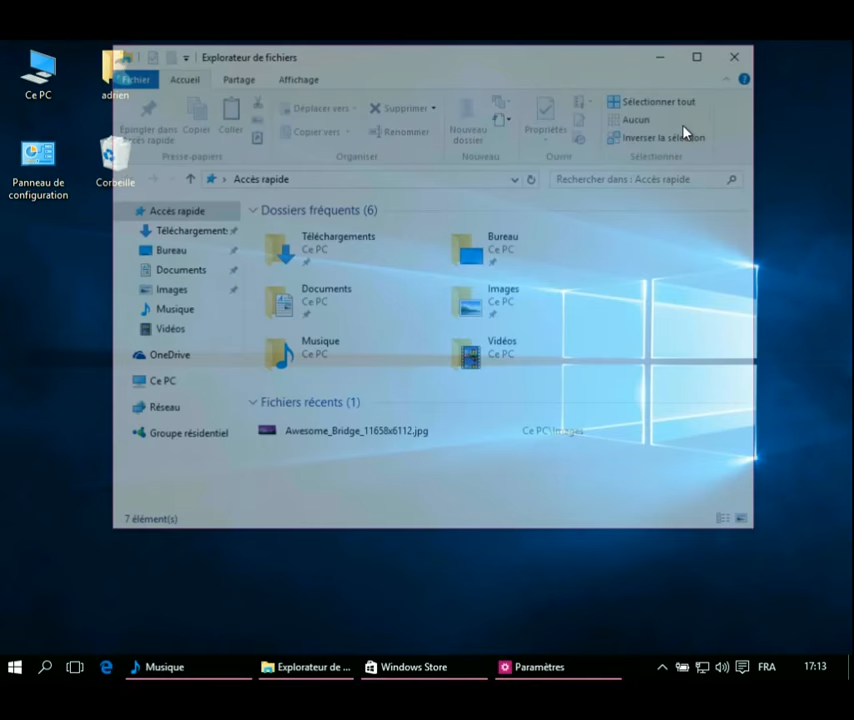 Ce PC
adrien
Panneau de
configuration
Corbeille
Explorateur de fichiers
Fichier
Accueil
Partage
Affichage
Épingler dans
Accès rapide
Copier
Coller
Presse-papiers
Déplacer vers
Copier vers
Supprimer
Renommer
Organiser
Nouveau
dossier
Nouveau
Propriétés
Ouvrir
Sélectionner tout
Aucun
Inverser la sélection
Sélectionner
Accès rapide
Rechercher dans : Accès rapide
Accès rapide
Téléchargement
Bureau
Documents
Images
Musique
Vidéos
OneDrive
Ce PC
Réseau
Groupe résidentiel
Dossiers fréquents (6)
Téléchargements
Ce PC
Bureau
Ce PC
Documents
Ce PC
Images
Ce PC
Musique
Ce PC
Vidéos
Ce PC
Fichiers récents (1)
Awesome_Bridge_11658x6112.jpg
Ce PC\Images
7 élément(s)
Musique
Explorateur de ...
Windows Store
Paramètres
FRA
17:13